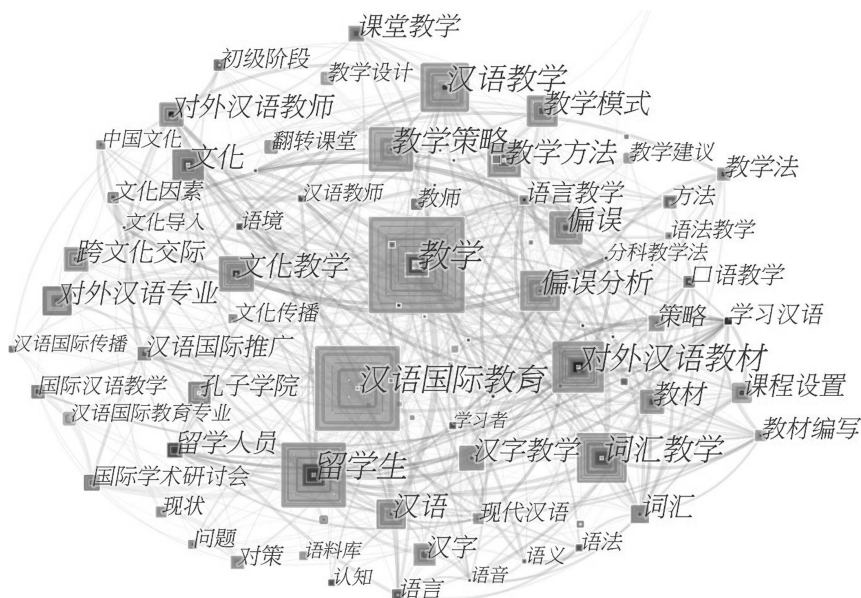 课堂教学
初级阶段
教学设计
汉语教学
对外汉语教师
教学模式
中国文化
翻转课堂
教学策略
文化
教学方法
教学建议
教学法
文化因素
汉语教师
教师
语言教学
方法
文化导入
语境
偏误
语法教学
跨文化交际
文化教学
教学
分科教学法
口语教学
对外汉语专业
偏误分析
文化传播
策略
学习汉语
汉语国际传播
汉语国际推广
对外汉语教材
汉语国际教育
国际汉语教学
孔子学院
教材
课程设置
汉语国际教育专业
学习者
教材编写
留学人员
汉字教学
词汇教学
留学生
国际学术研讨会
现状
汉语
现代汉语
词汇
问题
对策
语料库
汉字
语义
语法
认知
语言
语音